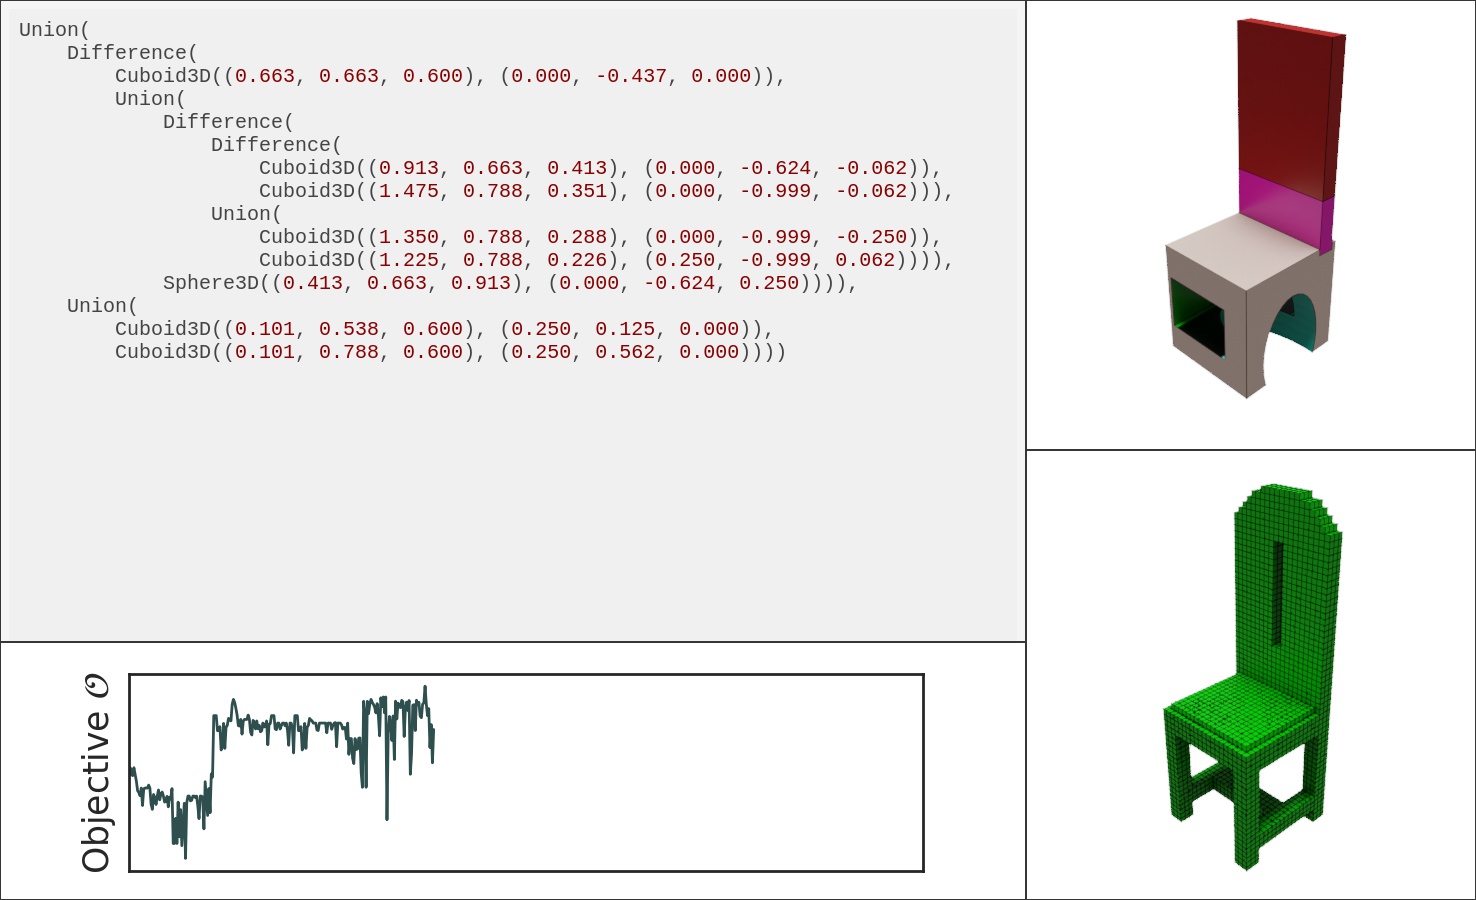 Union(
    Difference(
        Cuboid3D((0.663, 0.663, 0.600), (0.000, -0.437, 0.000)),
        Union(
            Difference(
                Difference(
                    Cuboid3D((0.913, 0.663, 0.413), (0.000, -0.624, -0.062)),
                    Cuboid3D((1.475, 0.788, 0.351), (0.000, -0.999, -0.062))),
                Union(
                    Cuboid3D((1.350, 0.788, 0.288), (0.000, -0.999, -0.250)),
                    Cuboid3D((1.225, 0.788, 0.226), (0.250, -0.999, 0.062)))),
            Sphere3D((0.413, 0.663, 0.913), (0.000, -0.624, 0.250)))),
    Union(
        Cuboid3D((0.101, 0.538, 0.600), (0.250, 0.125, 0.000)),
        Cuboid3D((0.101, 0.788, 0.600), (0.250, 0.562, 0.000))))
Objective 𝒪